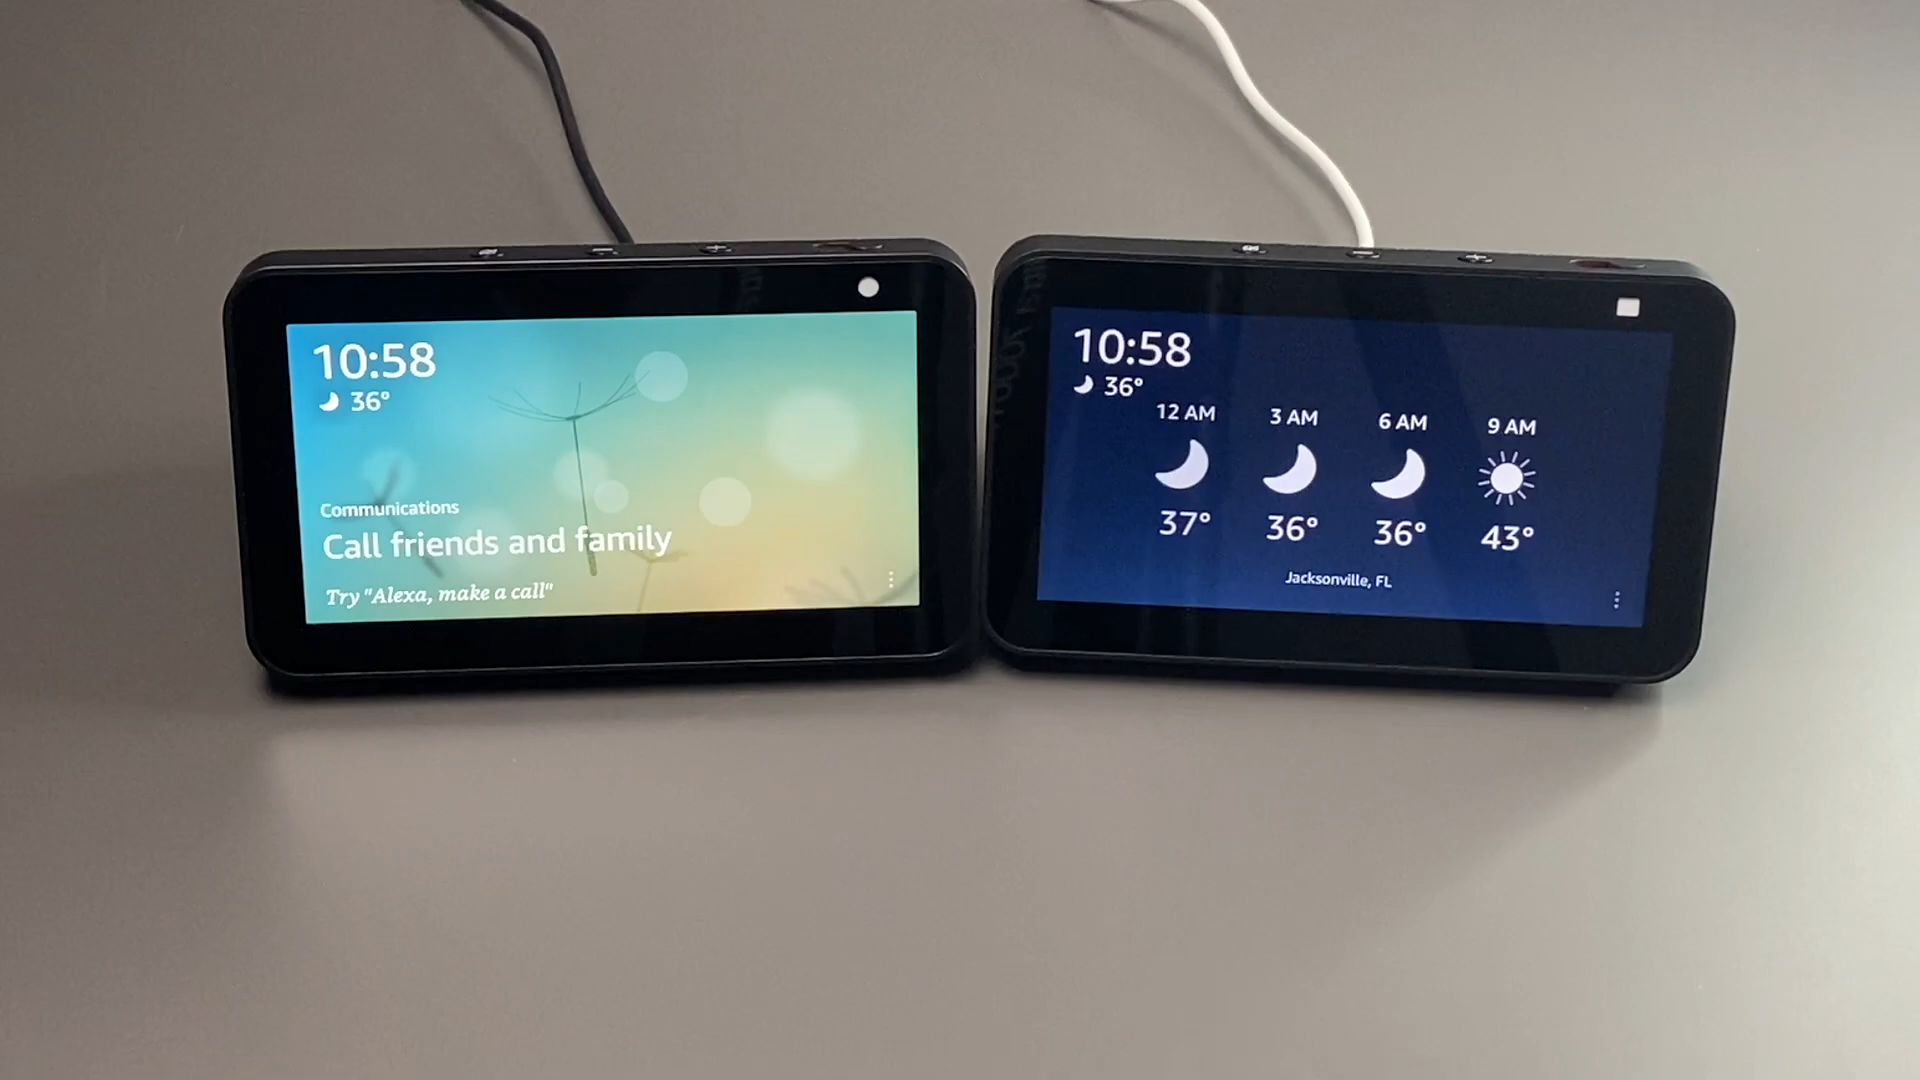 10:58
36°
Communications
Call friends and family
Try "Alexa, make a call"
10:58
36°
12 AM 3 AM 6 AM 9 AM
37° 36° 36° 43°
Jacksonville, FL